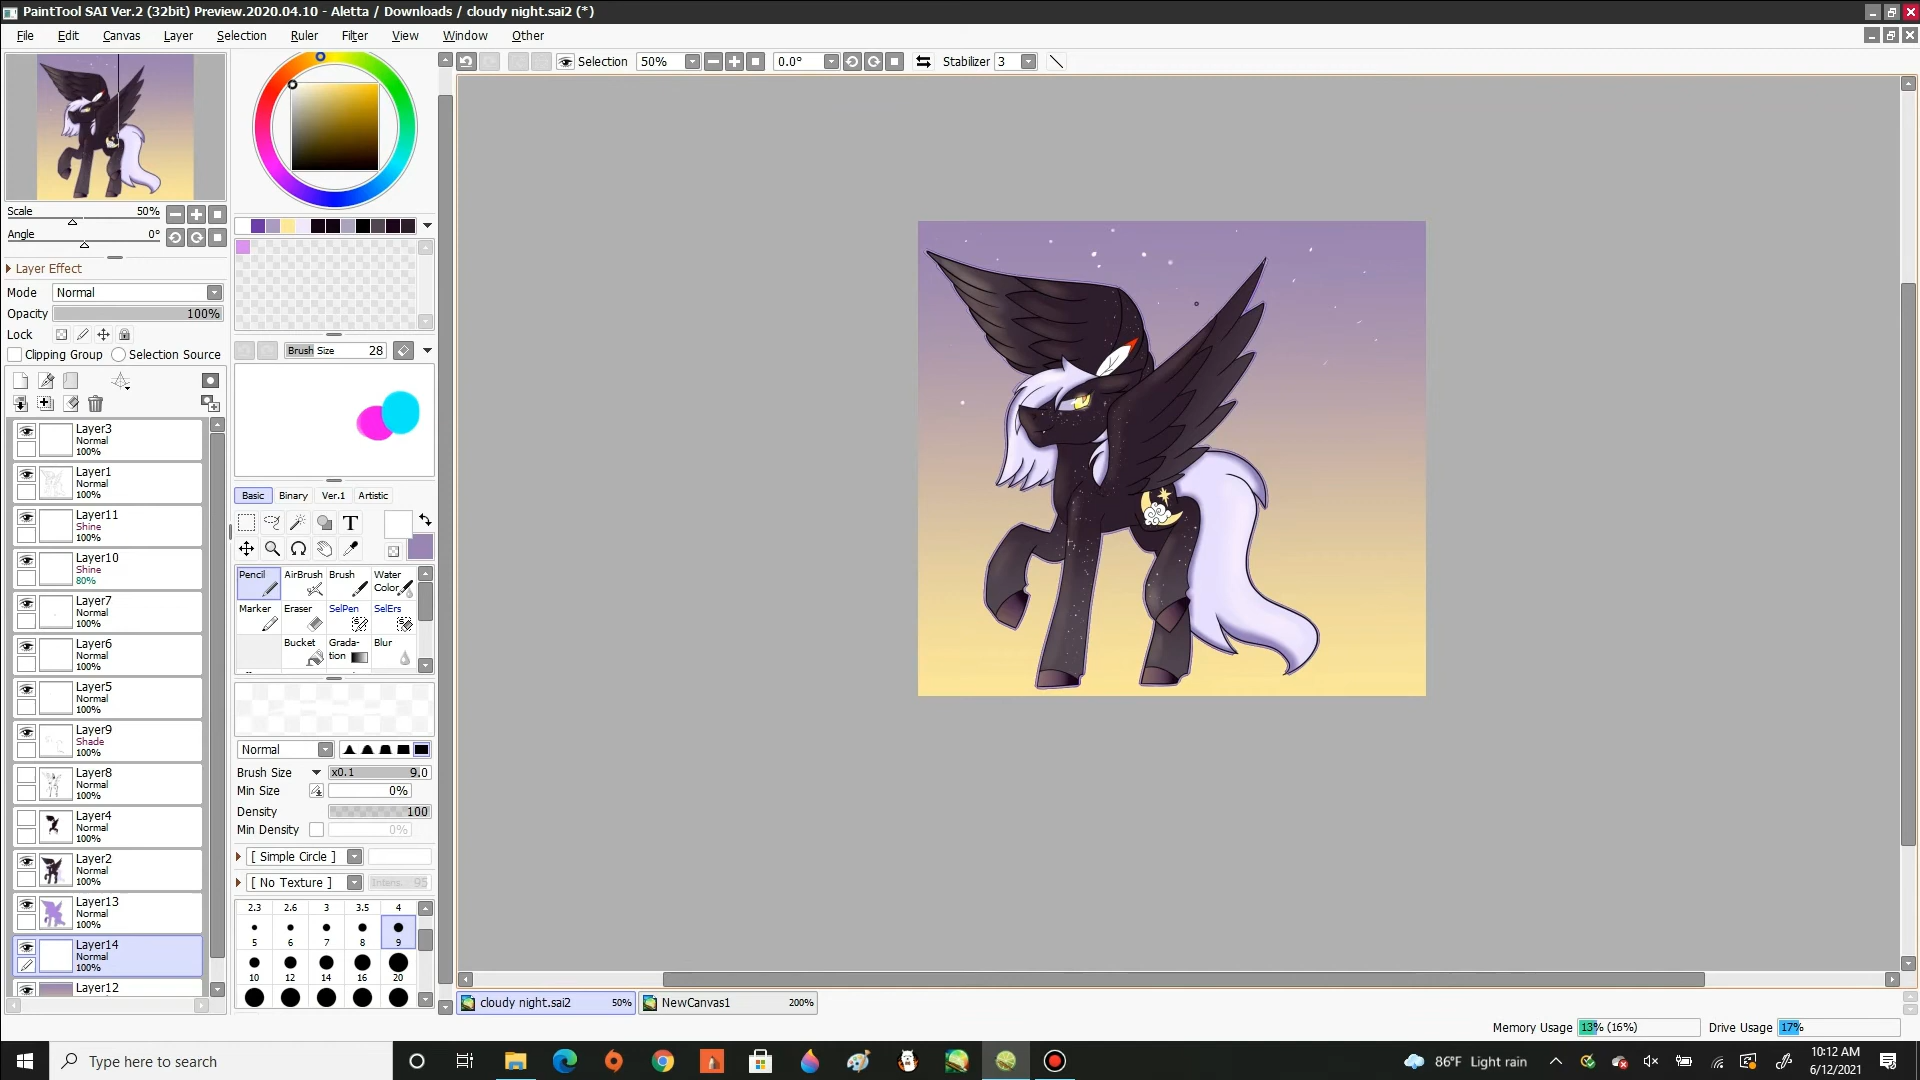 PaintTool SAI Ver.2 (32bit) Preview.2020.04.10 - Aletta / Downloads / cloudy night.sai2 (*)
File Edit Canvas Layer Selection Ruler Filter View Window Other
Selection 50% 0.0° Stabilizer 3
Scale 50%
Angle 0°
Layer Effect
Mode Normal
Opacity 100%
Lock
Clipping Group Selection Source
Layer3
Normal
100%
Layer1
Normal
100%
Layer11
Shine
100%
Layer10
Shine
80%
Layer7
Normal
100%
Layer6
Normal
100%
Layer5
Normal
100%
Layer9
Shade
100%
Layer8
Normal
100%
Layer4
Normal
100%
Layer2
Normal
100%
Layer13
Normal
100%
Layer14
Normal
100%
Layer12
Brush Size 28
Basic Binary Ver.1 Artistic
T
Pencil AirBrush Brush Water Color
Marker Eraser SelPen SelErs
Bucket Grada-tion Blur
Normal
Brush Size x0.1 9.0
Min Size 0%
Density 100
Min Density 0%
[ Simple Circle ]
[ No Texture ] Intens. 95
2.3 2.6 3 3.5 4
5 6 7 8 9
10 12 14 16 20
cloudy night.sai2 50% NewCanvas1 200%
Memory Usage 13% (16%) Drive Usage 17%
Type here to search
86°F Light rain
10:12 AM
6/12/2021